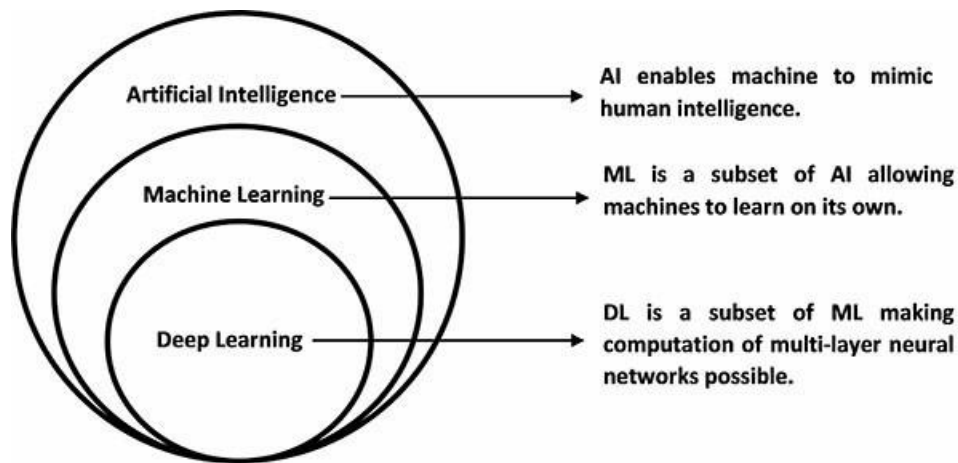 Artificial Intelligence
AI enables machine to mimic
human intelligence.
Machine Learning
ML is a subset of AI allowing
machines to learn on its own.
Deep Learning
DL is a subset of ML making
computation of multi-layer neural
networks possible.